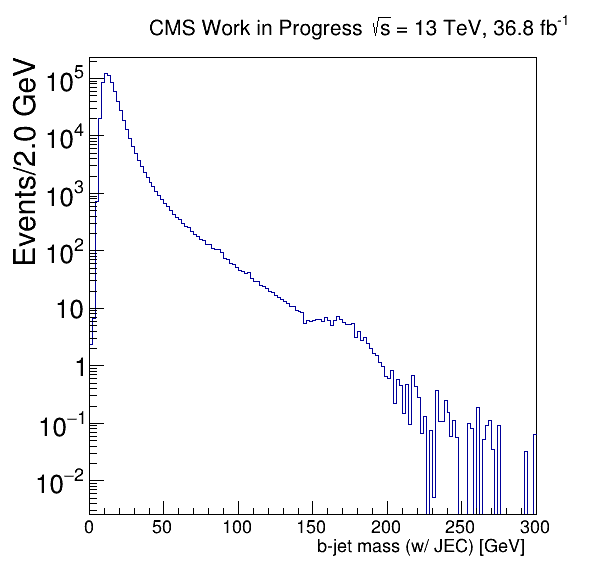 CMS Work in Progress √s = 13 TeV, 36.8 fb⁻¹
Events/2.0 GeV
10⁵
10⁴
10³
10²
10
1
10⁻¹
10⁻²
0 50 100 150 200 250 300
b-jet mass (w/ JEC) [GeV]